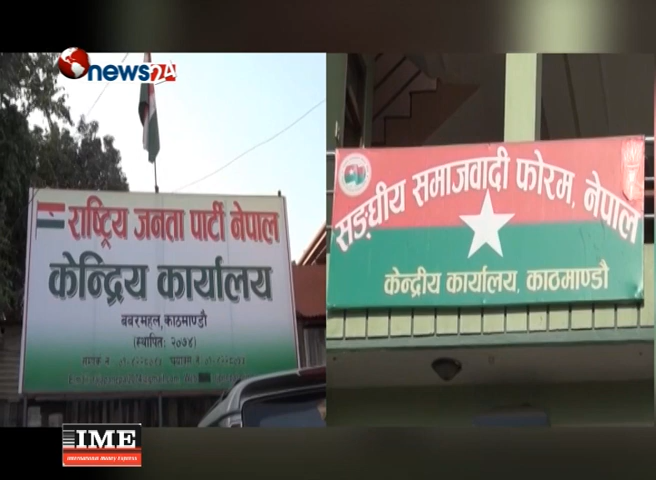 news24
राष्ट्रिय जनता पार्टी नेपाल
केन्द्रिय कार्यालय
बबरमहल, काठमाण्डौ
(स्थापितः २०७४)
सङ्घीय समाजवादी फोरम, नेपाल
केन्द्रीय कार्यालय, काठमाण्डौ
IME
International Money Express